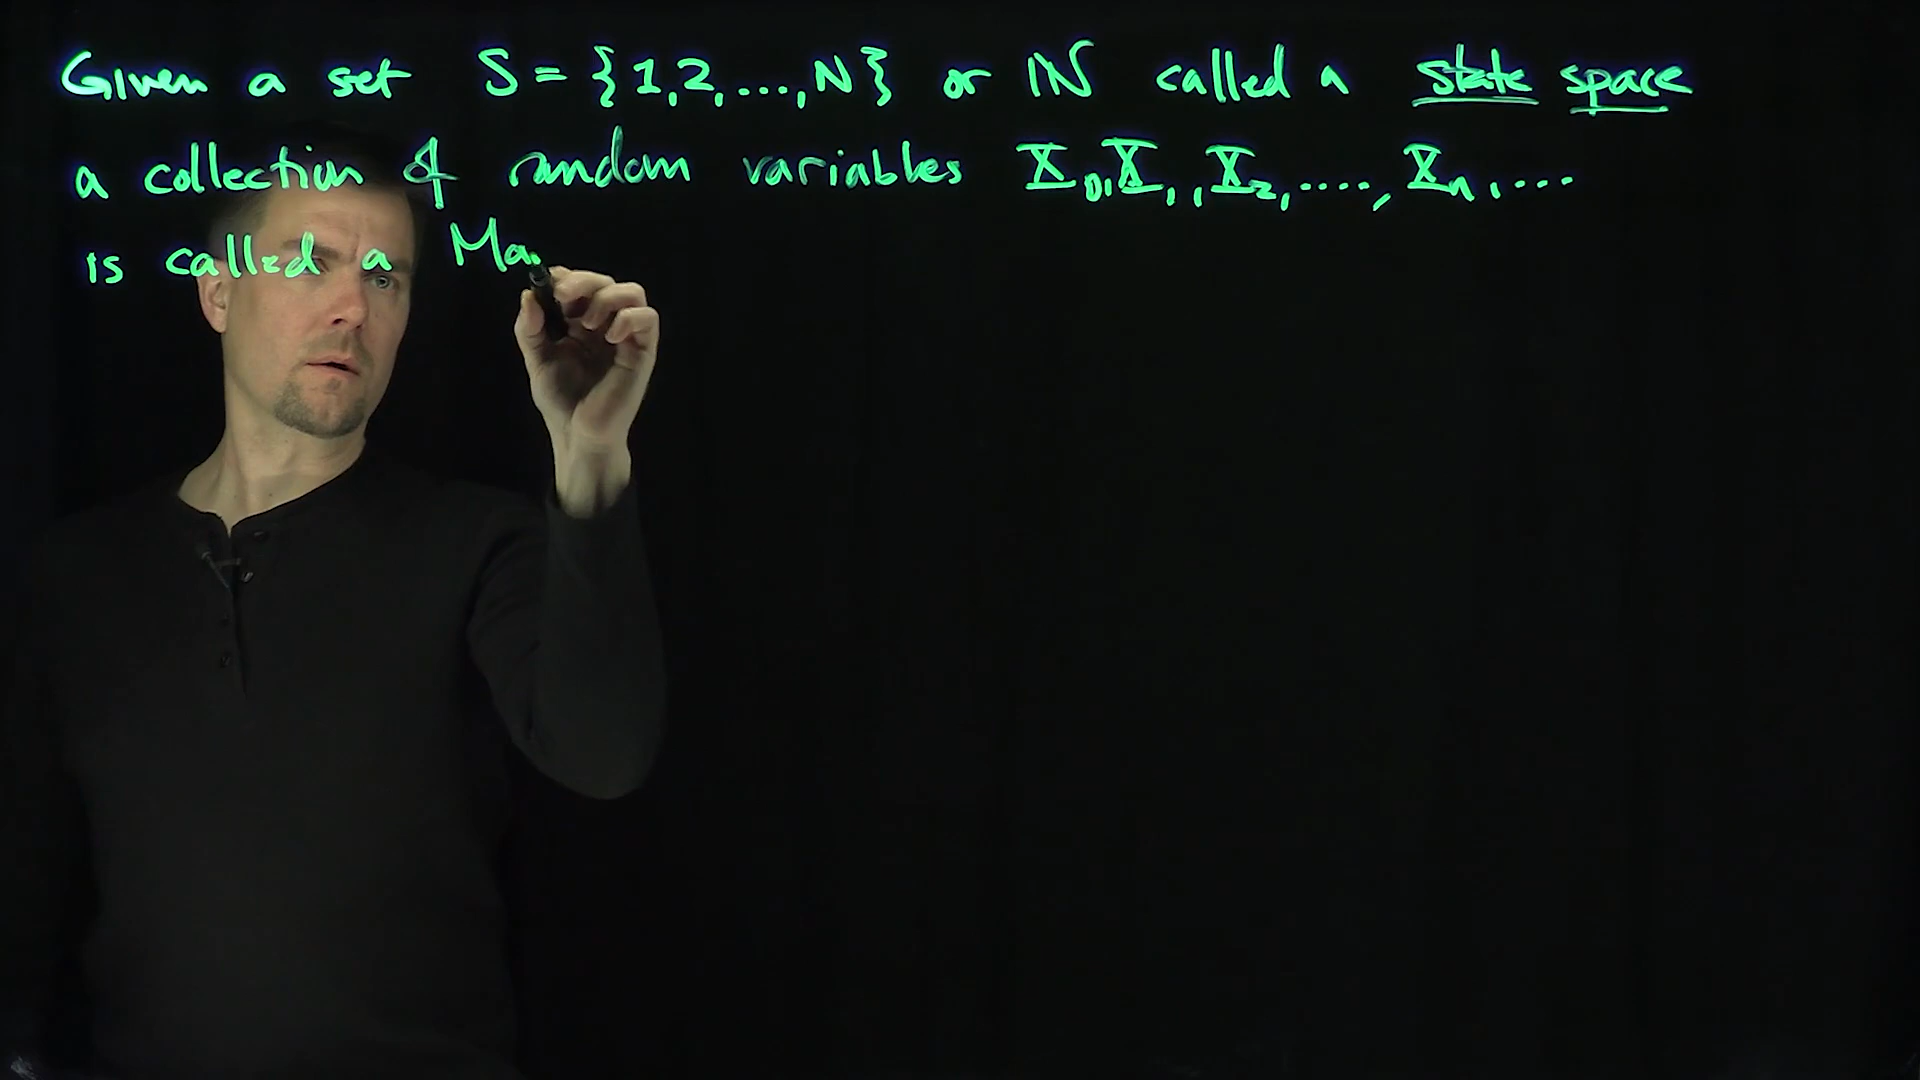 Given a set S = {1,2,...,N} or ℕ called a state space
a collection of random variables X₀, X₁, X₂, ...., Xₙ, ...
is called a Ma